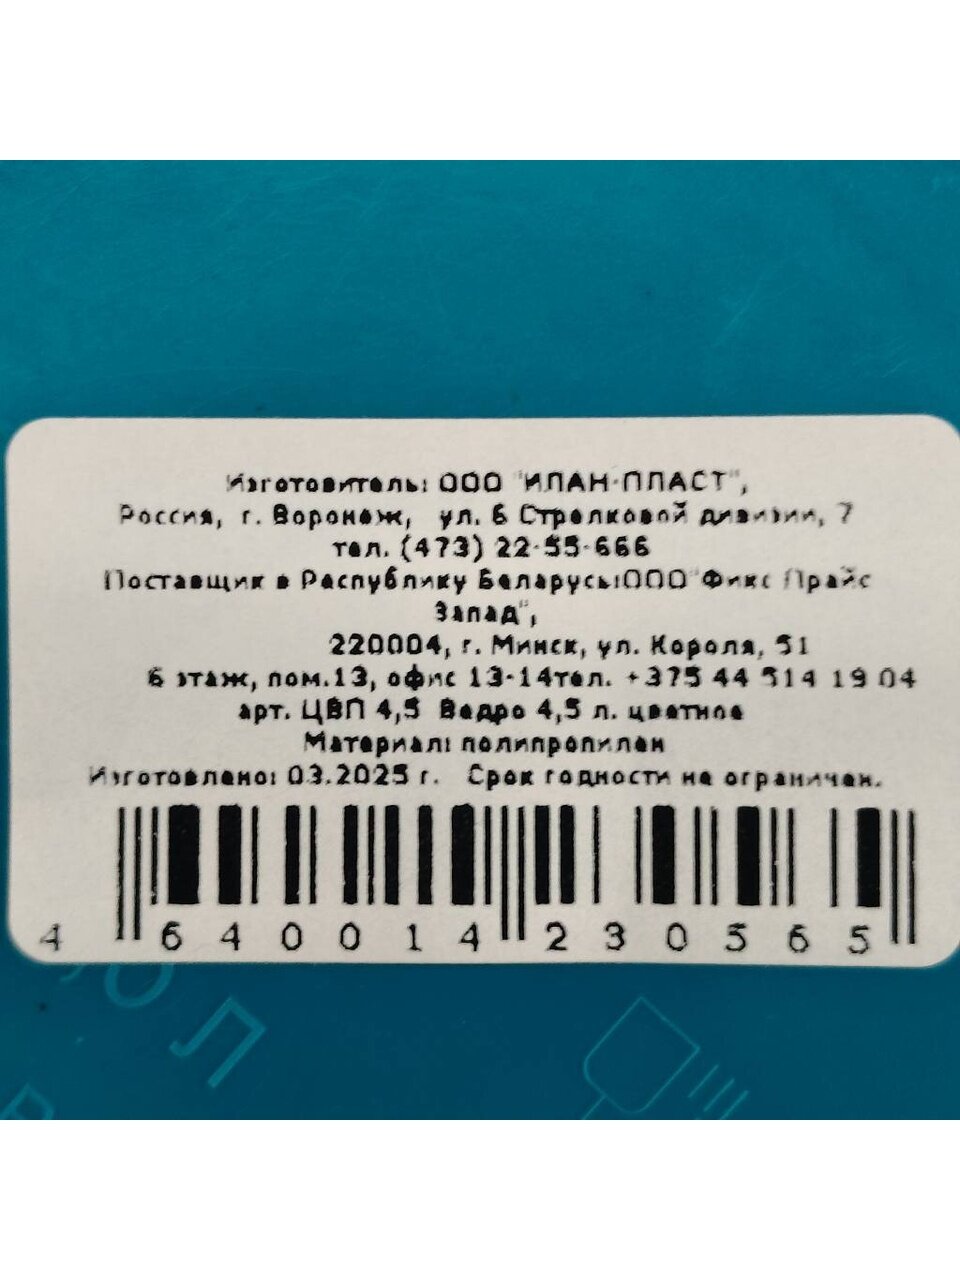 Изготовитель: ООО "ИПАН-ПЛАСТ",
Россия, г. Воронеж, ул. 6 Стрелковой дивизии, 7
тел. (473) 22-55-666
Поставщик в Республику Беларусь:ООО"Фикс Прайс
Запад",
220004, г. Минск, ул. Короля, 51
6 этаж, пом.13, офис 13-14тел. +375 44 514 19 04
арт. ЦВП 4,5 Ведро 4,5 л. цветное
Материал: полипропилен
Изготовлено: 03.2025 г. Срок годности не ограничен.
4 640014 230565